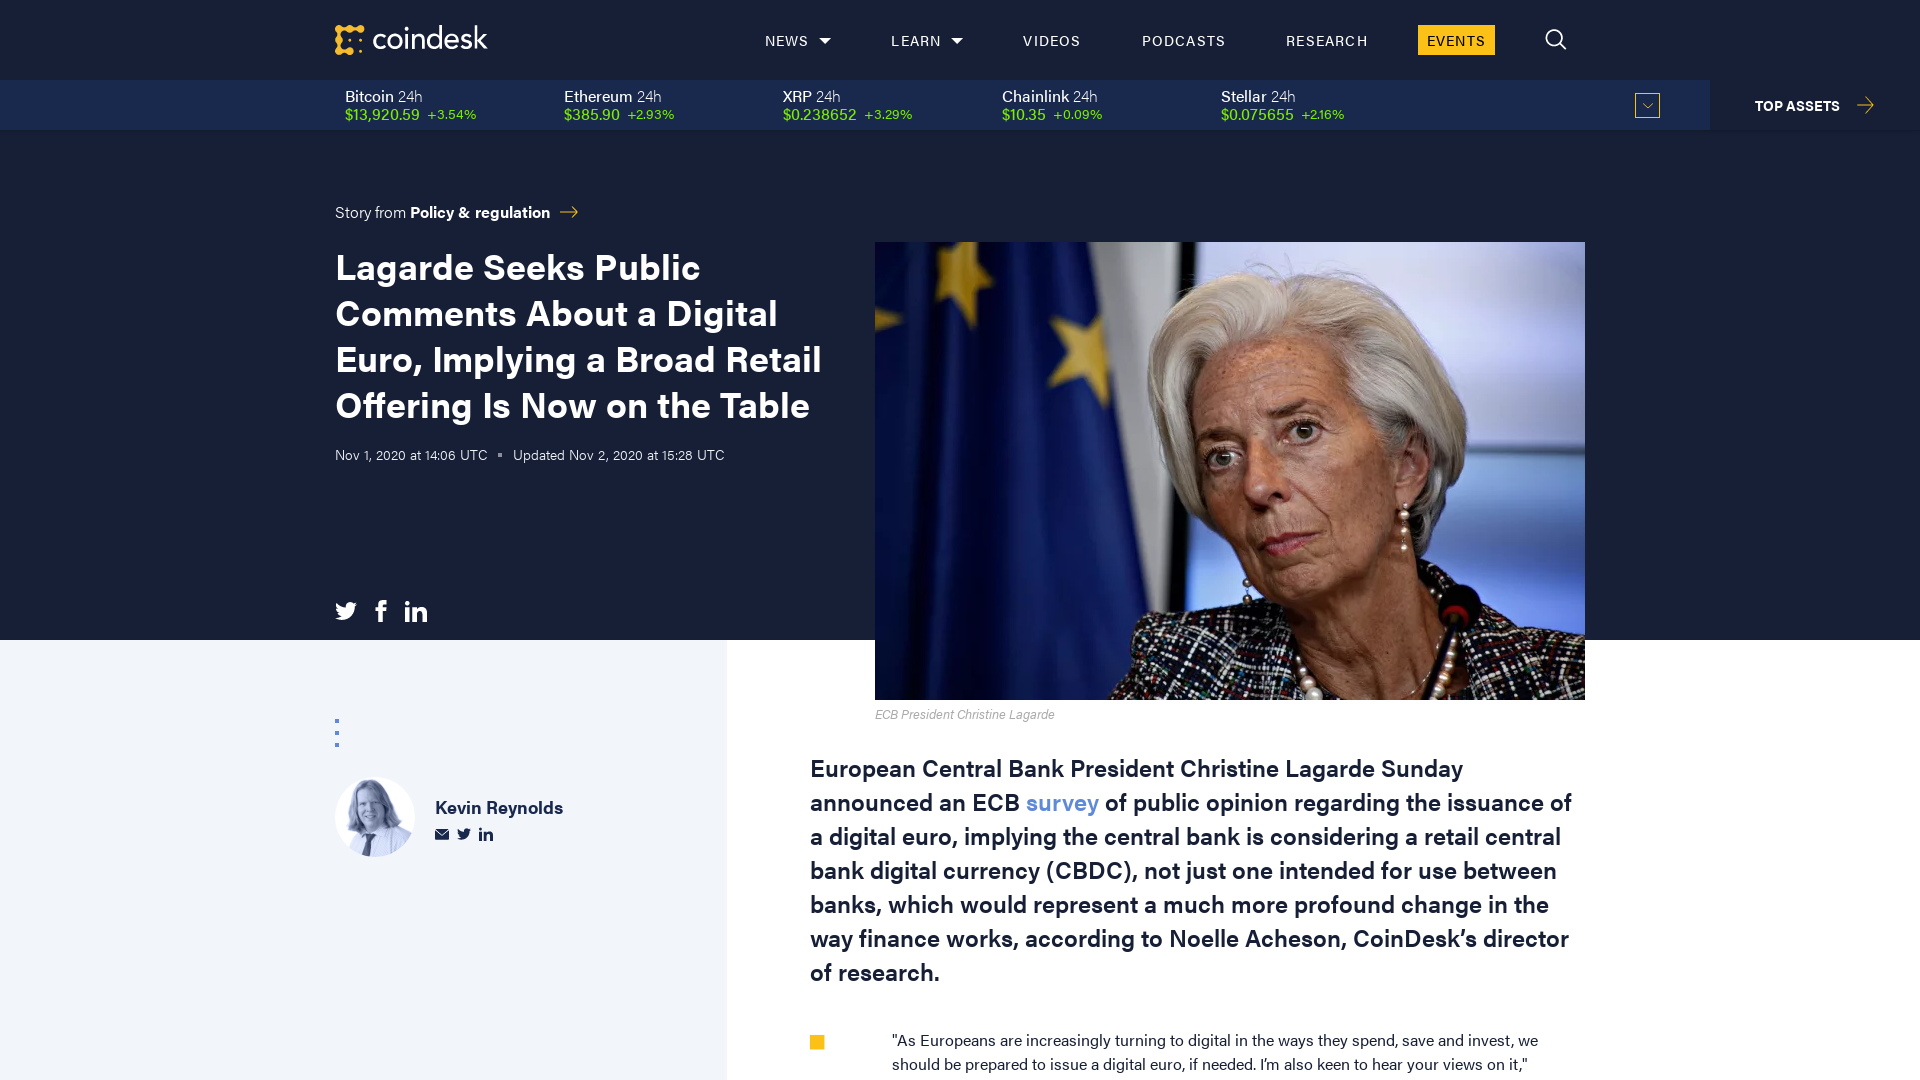 coindesk
NEWS
LEARN
VIDEOS
PODCASTS
RESEARCH
EVENTS
Bitcoin 24h
$13,920.59 +3.54%
Ethereum 24h
$385.90 +2.93%
XRP 24h
$0.238652 +3.29%
Chainlink 24h
$10.35 +0.09%
Stellar 24h
$0.075655 +2.16%
TOP ASSETS
Story from Policy & regulation
Lagarde Seeks Public
Comments About a Digital
Euro, Implying a Broad Retail
Offering Is Now on the Table
Nov 1, 2020 at 14:06 UTC
Updated Nov 2, 2020 at 15:28 UTC
ECB President Christine Lagarde
Kevin Reynolds
European Central Bank President Christine Lagarde Sunday
announced an ECB survey of public opinion regarding the issuance of
a digital euro, implying the central bank is considering a retail central
bank digital currency (CBDC), not just one intended for use between
banks, which would represent a much more profound change in the
way finance works, according to Noelle Acheson, CoinDesk’s director
of research.
"As Europeans are increasingly turning to digital in the ways they spend, save and invest, we
should be prepared to issue a digital euro, if needed. I’m also keen to hear your views on it,"